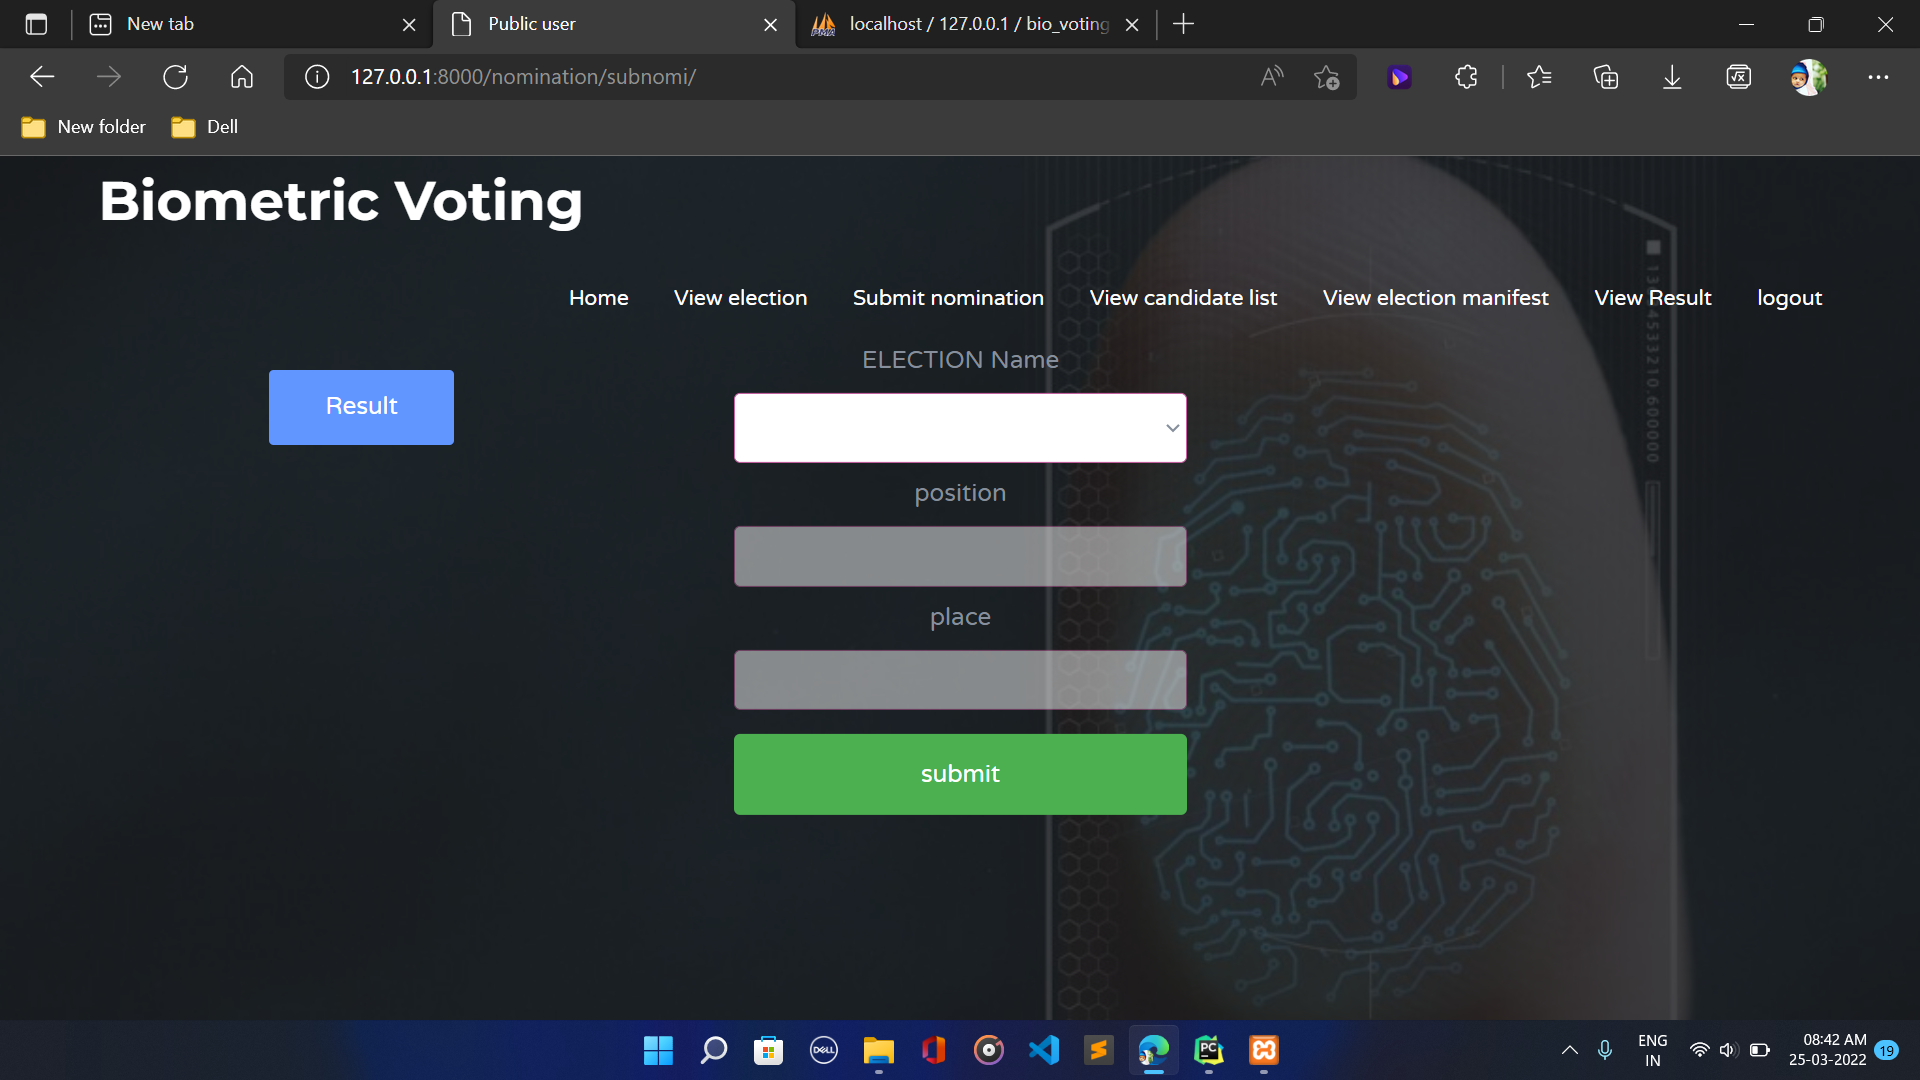 New tab
Public user
localhost / 127.0.0.1 / bio_voting
127.0.0.1:8000/nomination/subnomi/
New folder
Dell
Biometric Voting
Home View election Submit nomination View candidate list View election manifest View Result logout
ELECTION Name
Result
position
place
submit
DELL
PC
ENG
IN
08:42 AM
25-03-2022
19